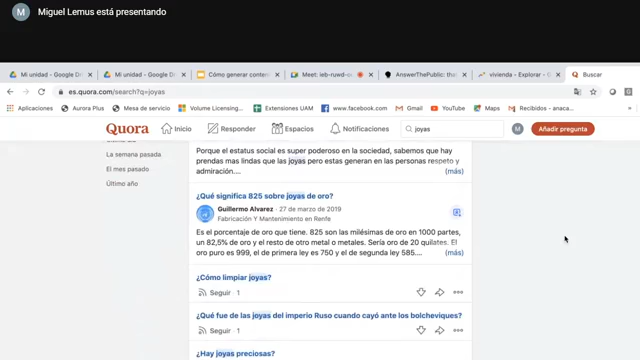 M Miguel Lemus está presentando
Mi unidad - Google D
Mi unidad - Google D
Cómo generar conten
Meet: ieb-ruwd-
AnswerThePublic: that
vivienda - Explorar - G
Buscar
es.quora.com/search?q=joyas
Aplicaciones
Aurora Plus
Mesa de servicio
Volume Licensing...
Extensiones UAM
www.facebook.com
Gmail
YouTube
Maps
Recibidos - anaca...
Quora
Inicio
Responder
Espacios
Notificaciones
joyas
M
Añadir pregunta
La semana pasada
El mes pasado
Último año
Porque el estatus social es super poderoso en la sociedad, sabemos que hay
prendas mas lindas que las joyas pero estas generan en las personas respeto y
admiración.... (más)
¿Qué significa 825 sobre joyas de oro?
Guillermo Alvarez · 27 de marzo de 2019
Fabricación Y Mantenimiento en Renfe
Es el porcentaje de oro que tiene. 825 son las milésimas de oro en 1000 partes,
un 82,5% de oro y el resto de otro metal o metales. Sería oro de 20 quilates. El
oro puro es 999, el de primera ley es 750 y el de segunda ley 585.... (más)
¿Cómo limpiar joyas?
Seguir · 1
¿Qué fue de las joyas del imperio Ruso cuando cayó ante los bolcheviques?
Seguir · 1
¿Hay joyas preciosas?